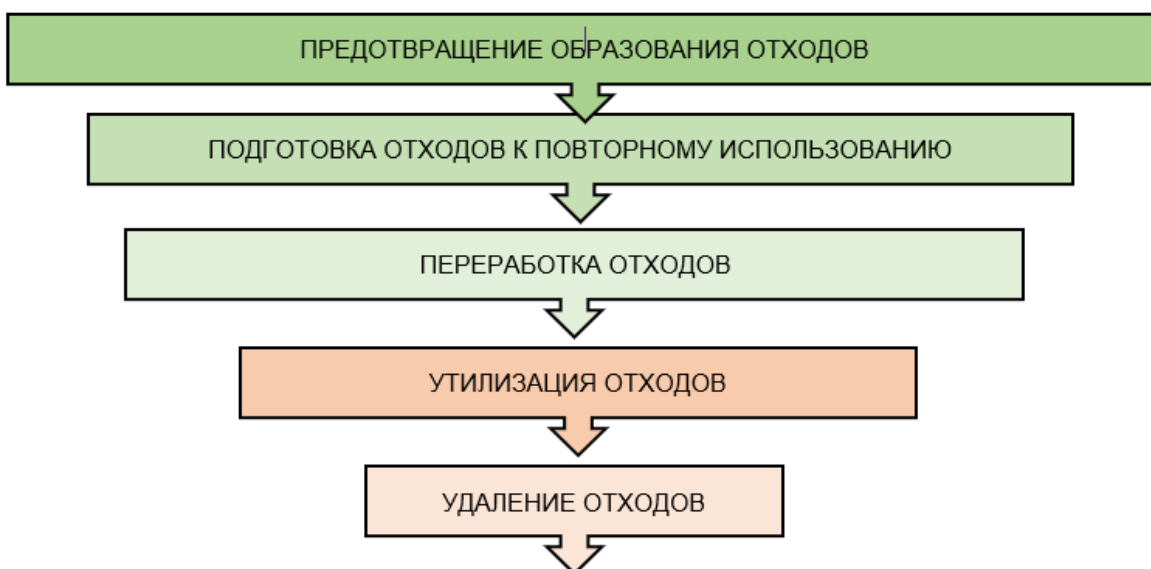 ПРЕДОТВРАЩЕНИЕ ОБРАЗОВАНИЯ ОТХОДОВ
ПОДГОТОВКА ОТХОДОВ К ПОВТОРНОМУ ИСПОЛЬЗОВАНИЮ
ПЕРЕРАБОТКА ОТХОДОВ
УТИЛИЗАЦИЯ ОТХОДОВ
УДАЛЕНИЕ ОТХОДОВ